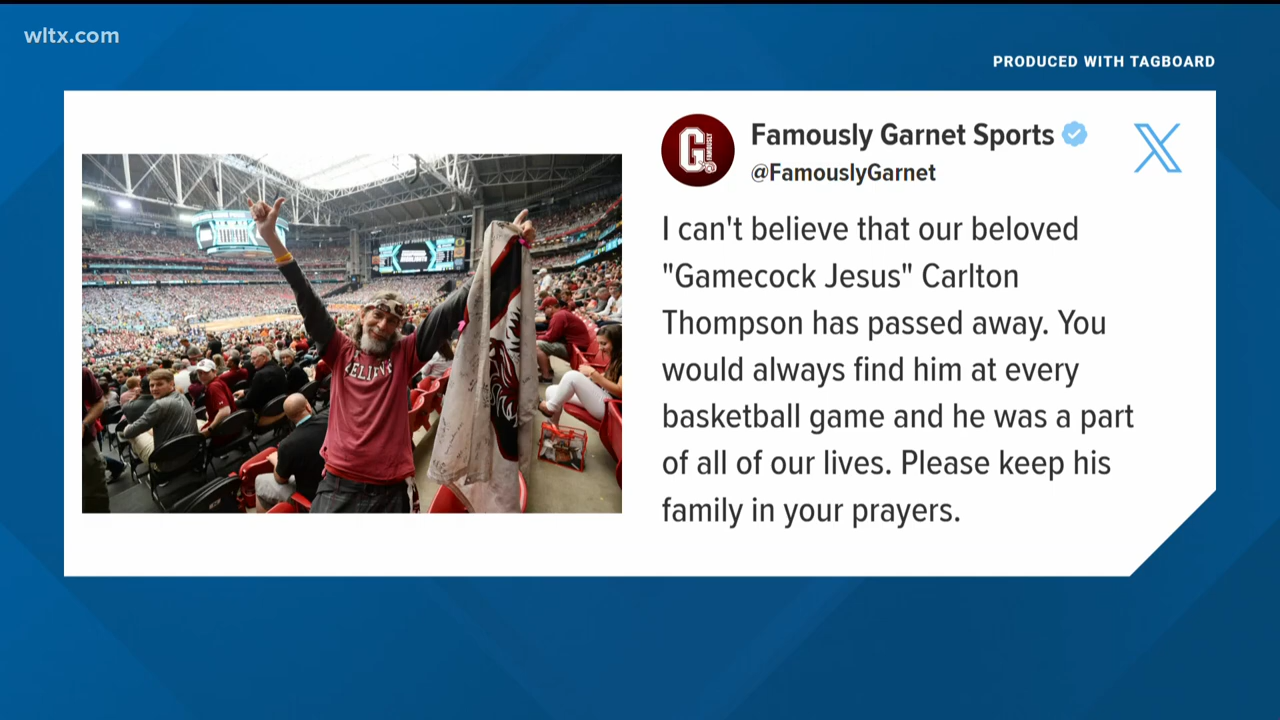 wltx.com
PRODUCED WITH TAGBOARD
G
FAMOUSLY
Famously Garnet Sports
@FamouslyGarnet
I can't believe that our beloved
"Gamecock Jesus" Carlton
Thompson has passed away. You
would always find him at every
basketball game and he was a part
of all of our lives. Please keep his
family in your prayers.